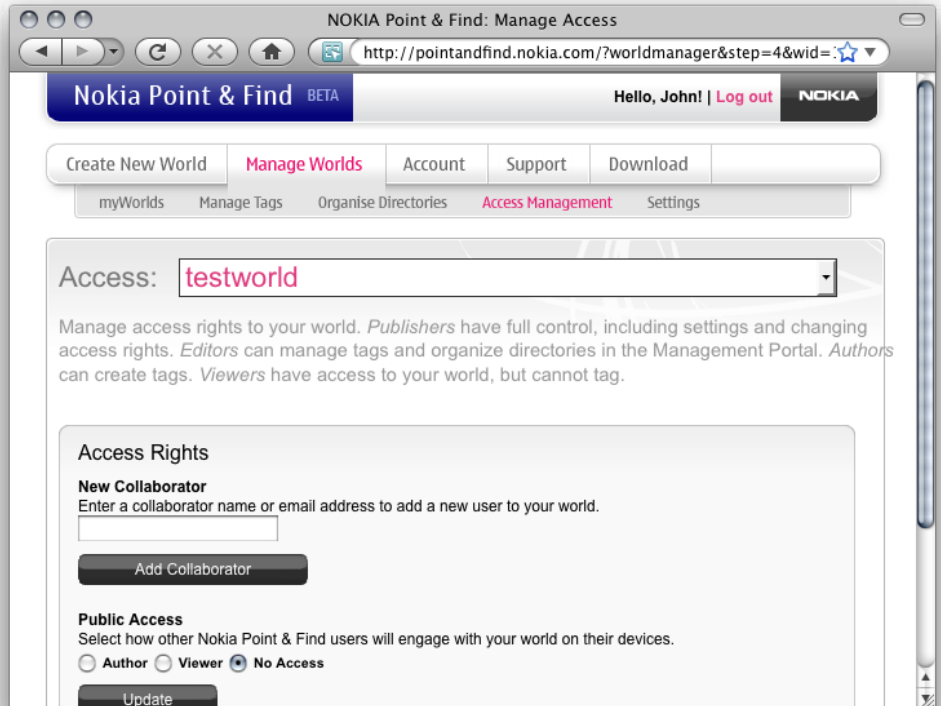 NOKIA Point & Find: Manage Access
http://pointandfind.nokia.com/?worldmanager&step=4&wid=
Nokia Point & Find BETA
Hello, John! | Log out
NOKIA
Create New World Manage Worlds Account Support Download
myWorlds Manage Tags Organise Directories Access Management Settings
Access: testworld
Manage access rights to your world. Publishers have full control, including settings and changing
access rights. Editors can manage tags and organize directories in the Management Portal. Authors
can create tags. Viewers have access to your world, but cannot tag.
Access Rights
New Collaborator
Enter a collaborator name or email address to add a new user to your world.
Add Collaborator
Public Access
Select how other Nokia Point & Find users will engage with your world on their devices.
Author Viewer No Access
Update